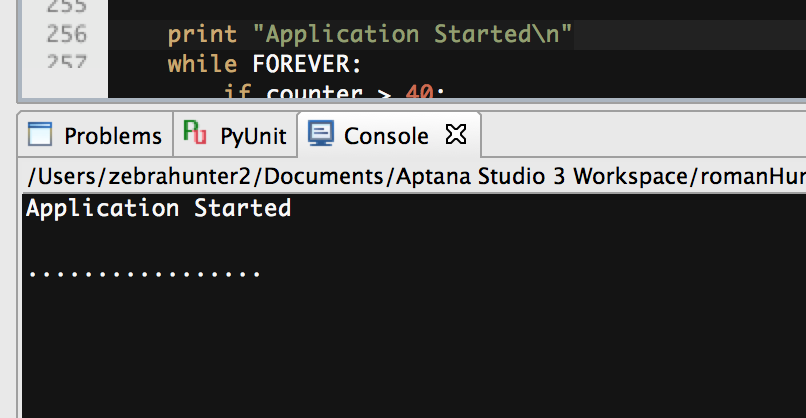 255
256 print "Application Started\n"
257 while FOREVER:
if counter > 40:
Problems PyUnit Console
/Users/zebrahunter2/Documents/Aptana Studio 3 Workspace/romanHur
Application Started
.................